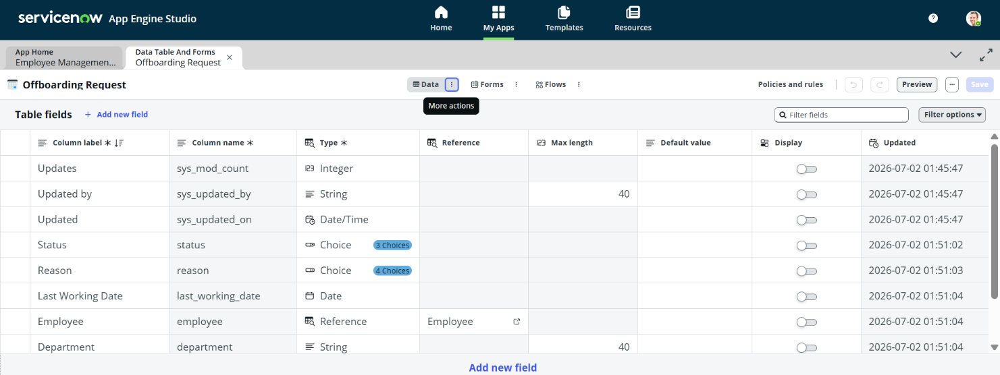 servicenow App Engine Studio
Home
My Apps
Templates
Resources
?
App Home
Employee Managemen...
Data Table And Forms
Offboarding Request
Offboarding Request
Data
Forms
Flows
Policies and rules
Preview
...
Save
More actions
Table fields
+ Add new field
Filter fields
Filter options
Column label * Column name * Type * Reference Max length Default value Display Updated
Updates sys_mod_count Integer 2026-07-02 01:45:47
Updated by sys_updated_by String 40 2026-07-02 01:45:47
Updated sys_updated_on Date/Time 2026-07-02 01:45:47
Status status Choice 3 Choices 2026-07-02 01:51:02
Reason reason Choice 4 Choices 2026-07-02 01:51:03
Last Working Date last_working_date Date 2026-07-02 01:51:04
Employee employee Reference Employee 2026-07-02 01:51:04
Department department String 40 2026-07-02 01:51:04
Add new field